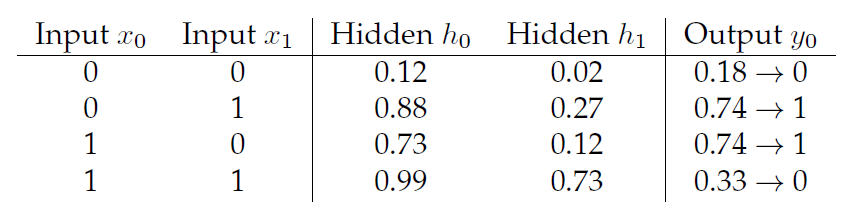 Input x₀ Input x₁ Hidden h₀ Hidden h₁ Output y₀
0 0 0.12 0.02 0.18 → 0
0 1 0.88 0.27 0.74 → 1
1 0 0.73 0.12 0.74 → 1
1 1 0.99 0.73 0.33 → 0